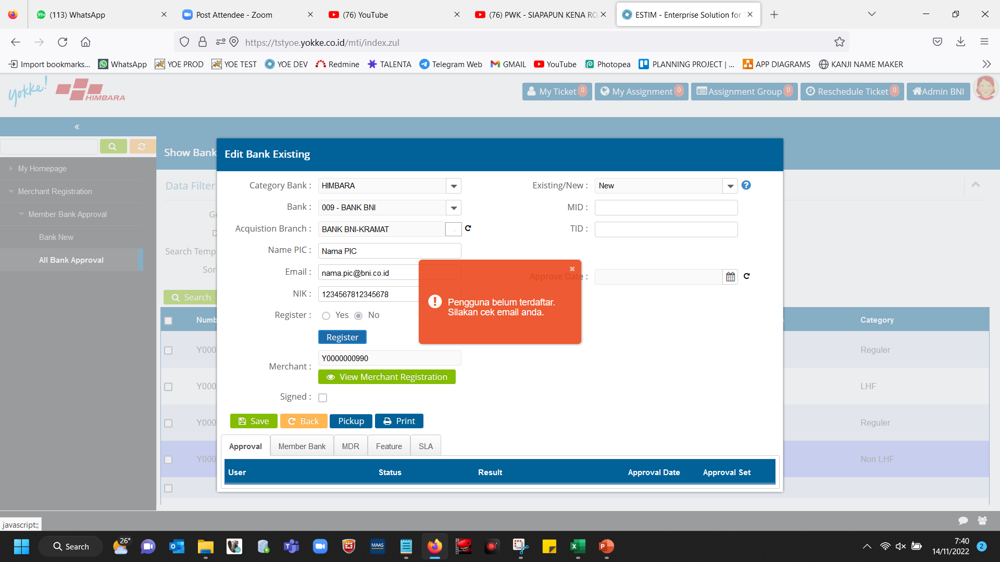 (113) WhatsApp
Post Attendee - Zoom
(76) YouTube
(76) PWK - SIAPAPUN KENA RO
ESTIM - Enterprise Solution for T
https://tstyoe.yokke.co.id/mti/index.zul
Import bookmarks...
WhatsApp
YOE PROD
YOE TEST
YOE DEV
Redmine
TALENTA
Telegram Web
GMAIL
YouTube
Photopea
PLANNING PROJECT | ...
APP DIAGRAMS
KANJI NAME MAKER
yokke!
HIMBARA
My Ticket 0
My Assignment 0
Assignment Group 0
Reschedule Ticket 0
Admin BNI
My Homepage
Merchant Registration
Member Bank Approval
Bank New
All Bank Approval
Show Bank
Data Filter
Search Temp
Sor
Search
Numb
Category
Y000
Reguler
Y000
LHF
Y000
Reguler
Y000
Non LHF
Edit Bank Existing
Category Bank : HIMBARA
Existing/New : New
Bank : 009 - BANK BNI
MID :
Acquistion Branch : BANK BNI-KRAMAT
TID :
Name PIC : Nama PIC
Email : nama.pic@bni.co.id
Approve Date :
NIK : 1234567812345678
Pengguna belum terdaftar.
Silakan cek email anda.
Register : Yes No
Register
Merchant : Y0000000990
View Merchant Registration
Signed :
Save
Back
Pickup
Print
Approval
Member Bank
MDR
Feature
SLA
User
Status
Result
Approval Date
Approval Set
javascript:;
Search
26°
MAAS
7:40
14/11/2022
2